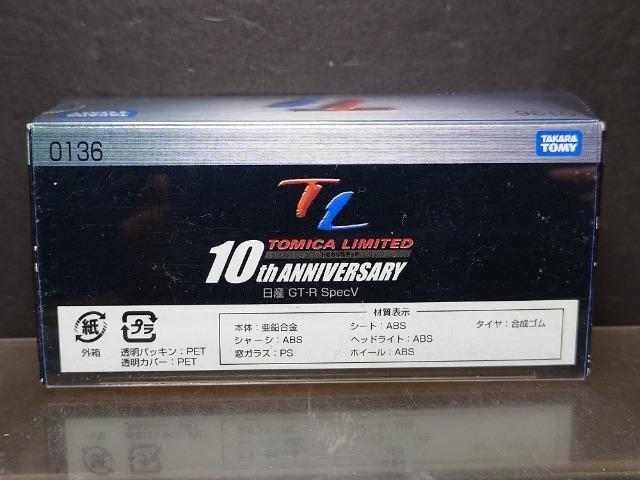 0136
TAKARA
TOMY
TL
TOMICA LIMITED
10th ANNIVERSARY
日産 GT-R SpecV
材質表示
紙
プラ
外箱
透明パッキン：PET
透明カバー：PET
本体：亜鉛合金
シャーシ：ABS
窓ガラス：PS
シート：ABS
ヘッドライト：ABS
ホイール：ABS
タイヤ：合成ゴム